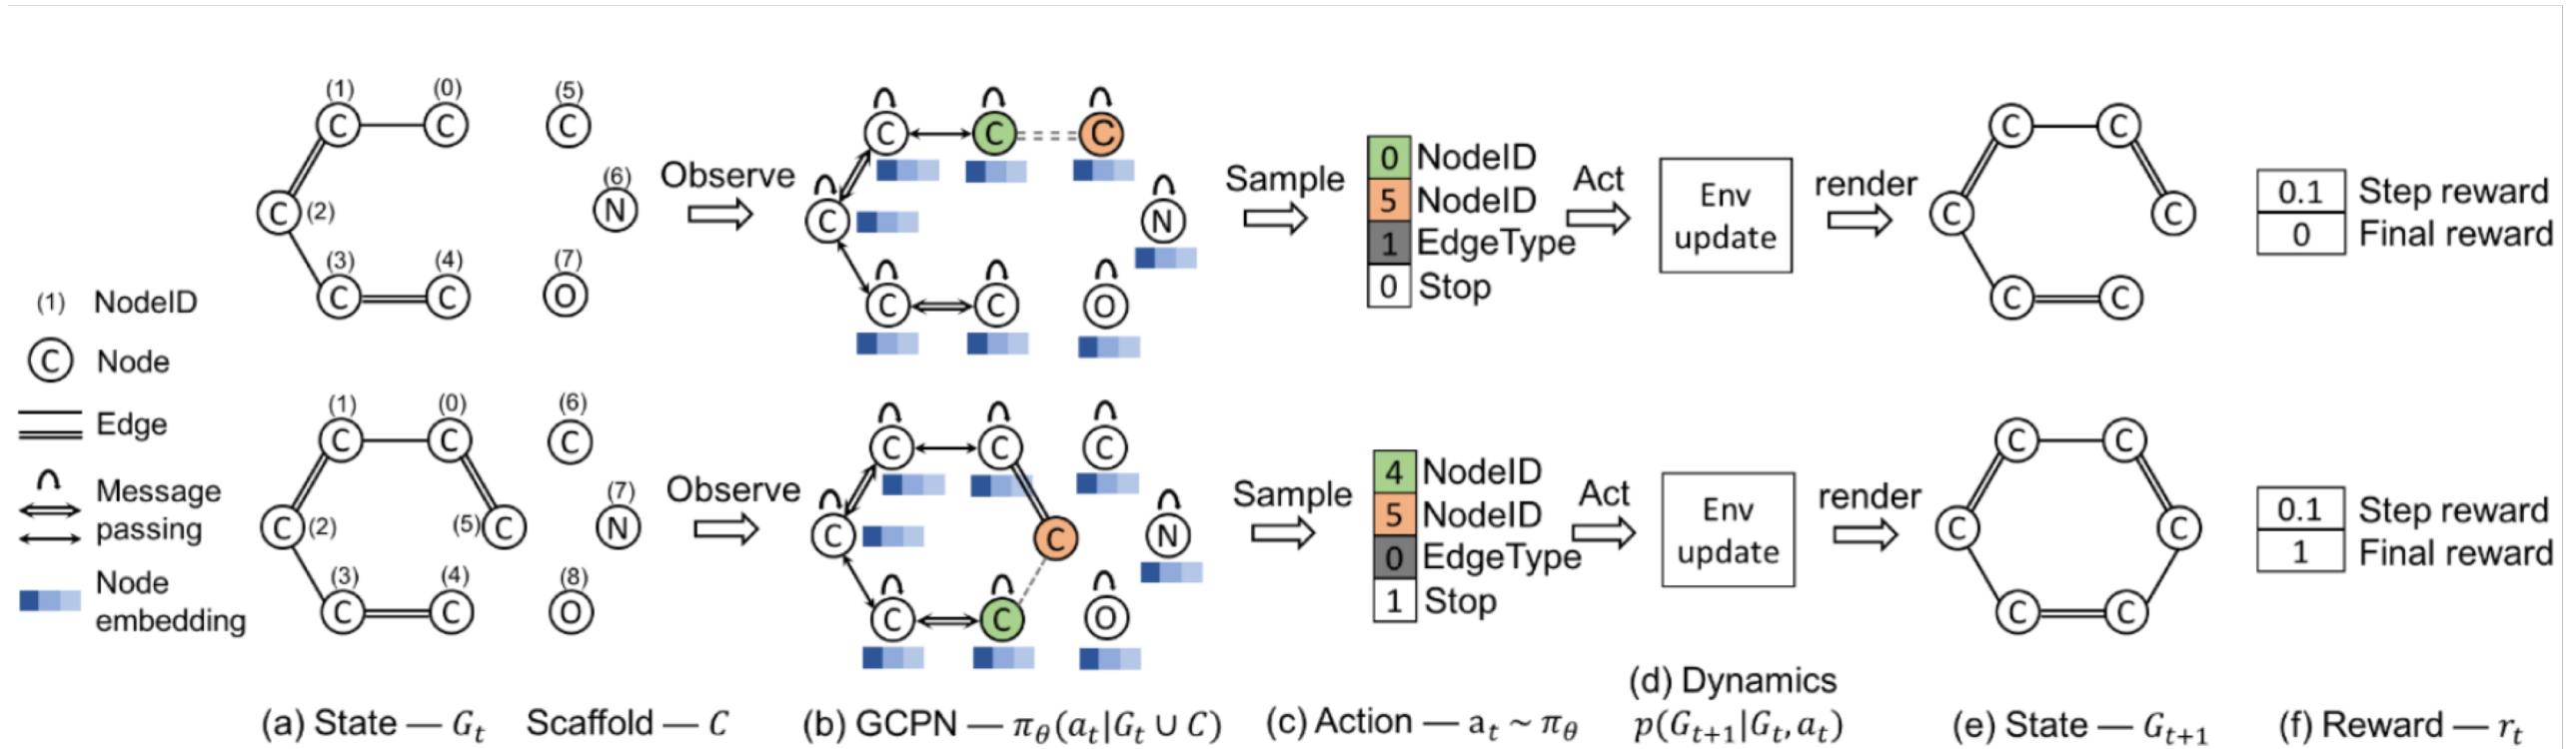 (1) NodeID
C Node
Edge
Message
passing
Node
embedding
(1) (0) (5)
C C C
(6)
C (2) N
(3) (4) (7)
C C O
Observe
C C C
C N
C C O
Sample
0 NodeID
5 NodeID
1 EdgeType
0 Stop
Act
Env
update
render
C C
C C
C C
0.1 Step reward
0 Final reward
(1) (0) (6)
C C C
(7)
C (2) (5) C N
(3) (4) (8)
C C O
Observe
C C C
C C N
C C O
Sample
4 NodeID
5 NodeID
0 EdgeType
1 Stop
Act
Env
update
render
C C
C C
C C
0.1 Step reward
1 Final reward
(a) State — G_t Scaffold — C
(b) GCPN — π_θ(a_t|G_t ∪ C)
(c) Action — a_t ~ π_θ
(d) Dynamics
p(G_{t+1}|G_t, a_t)
(e) State — G_{t+1}
(f) Reward — r_t